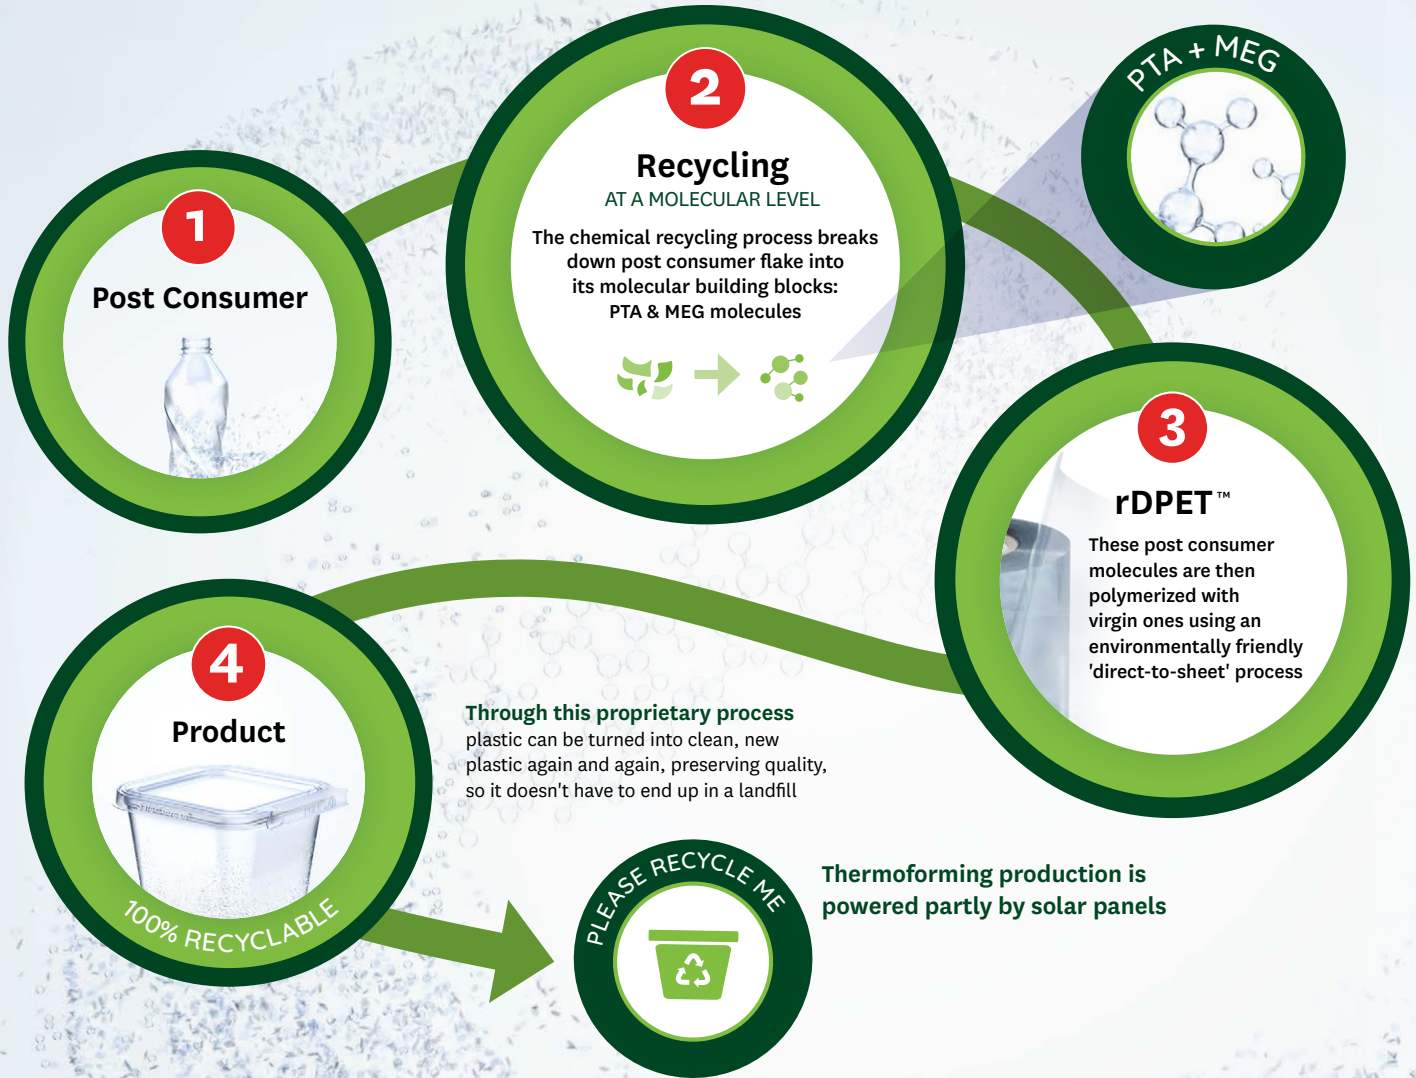 1
Post Consumer
2
Recycling
AT A MOLECULAR LEVEL
The chemical recycling process breaks
down post consumer flake into
its molecular building blocks:
PTA & MEG molecules
PTA + MEG
3
rDPET™
These post consumer
molecules are then
polymerized with
virgin ones using an
environmentally friendly
'direct-to-sheet' process
4
Product
100% RECYCLABLE
Through this proprietary process
plastic can be turned into clean, new
plastic again and again, preserving quality,
so it doesn't have to end up in a landfill
PLEASE RECYCLE ME
Thermoforming production is
powered partly by solar panels